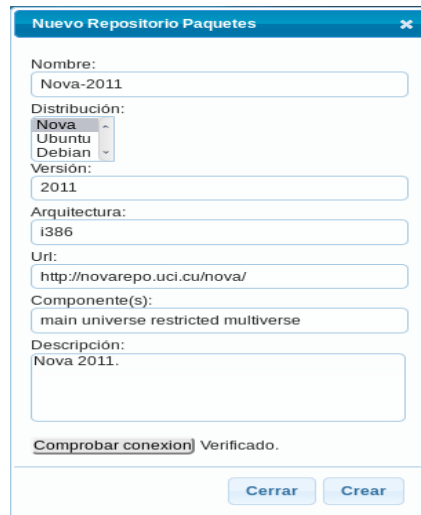 Nuevo Repositorio Paquetes
Nombre:
Nova-2011
Distribución:
Nova
Ubuntu
Debian
Versión:
2011
Arquitectura:
i386
Url:
http://novarepo.uci.cu/nova/
Componente(s):
main universe restricted multiverse
Descripción:
Nova 2011.
Comprobar conexion Verificado.
Cerrar Crear